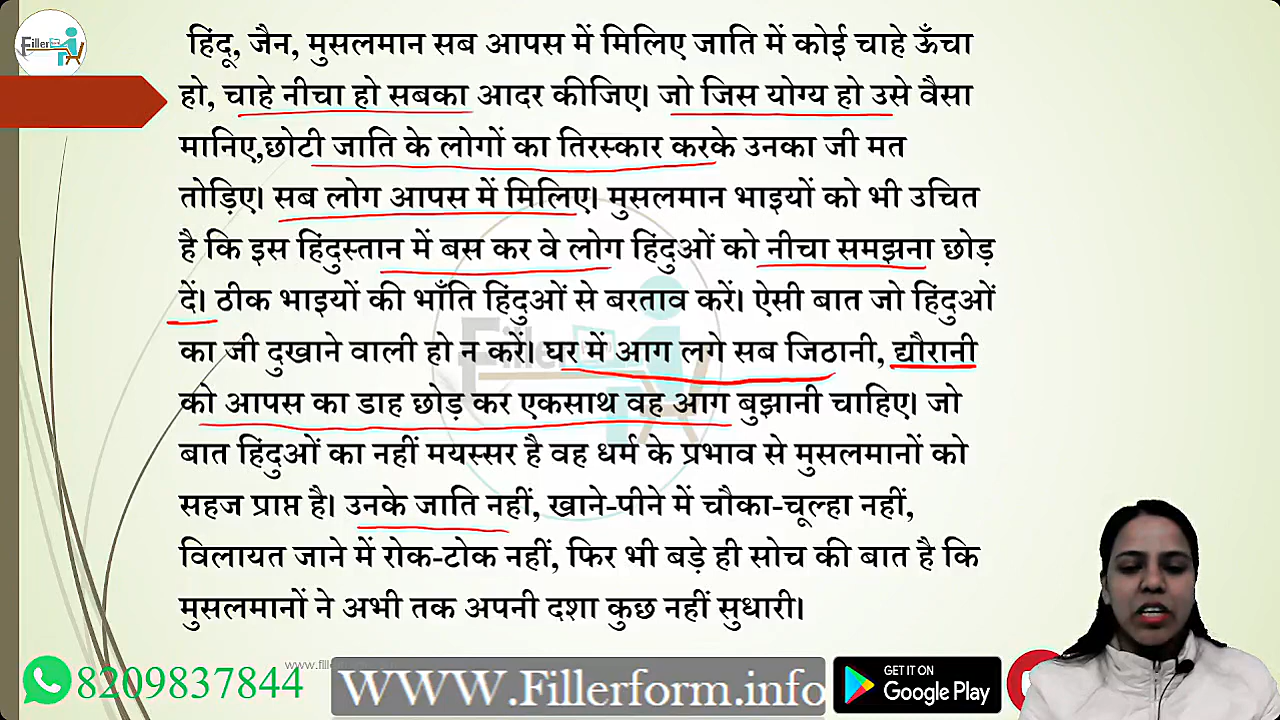 हिंदू, जैन, मुसलमान सब आपस में मिलिए जाति में कोई चाहे ऊँचा
हो, चाहे नीचा हो सबका आदर कीजिए। जो जिस योग्य हो उसे वैसा
मानिए,छोटी जाति के लोगों का तिरस्कार करके उनका जी मत
तोड़िए। सब लोग आपस में मिलिए। मुसलमान भाइयों को भी उचित
है कि इस हिंदुस्तान में बस कर वे लोग हिंदुओं को नीचा समझना छोड़
दें। ठीक भाइयों की भाँति हिंदुओं से बरताव करें। ऐसी बात जो हिंदुओं
का जी दुखाने वाली हो न करें। घर में आग लगे सब जिठानी, द्यौरानी
को आपस का डाह छोड़ कर एकसाथ वह आग बुझानी चाहिए। जो
बात हिंदुओं का नहीं मयस्सर है वह धर्म के प्रभाव से मुसलमानों को
सहज प्राप्त है। उनके जाति नहीं, खाने-पीने में चौका-चूल्हा नहीं,
विलायत जाने में रोक-टोक नहीं, फिर भी बड़े ही सोच की बात है कि
मुसलमानों ने अभी तक अपनी दशा कुछ नहीं सुधारी।
8209837844
WWW.Fillerform.info
GET IT ON
Google Play